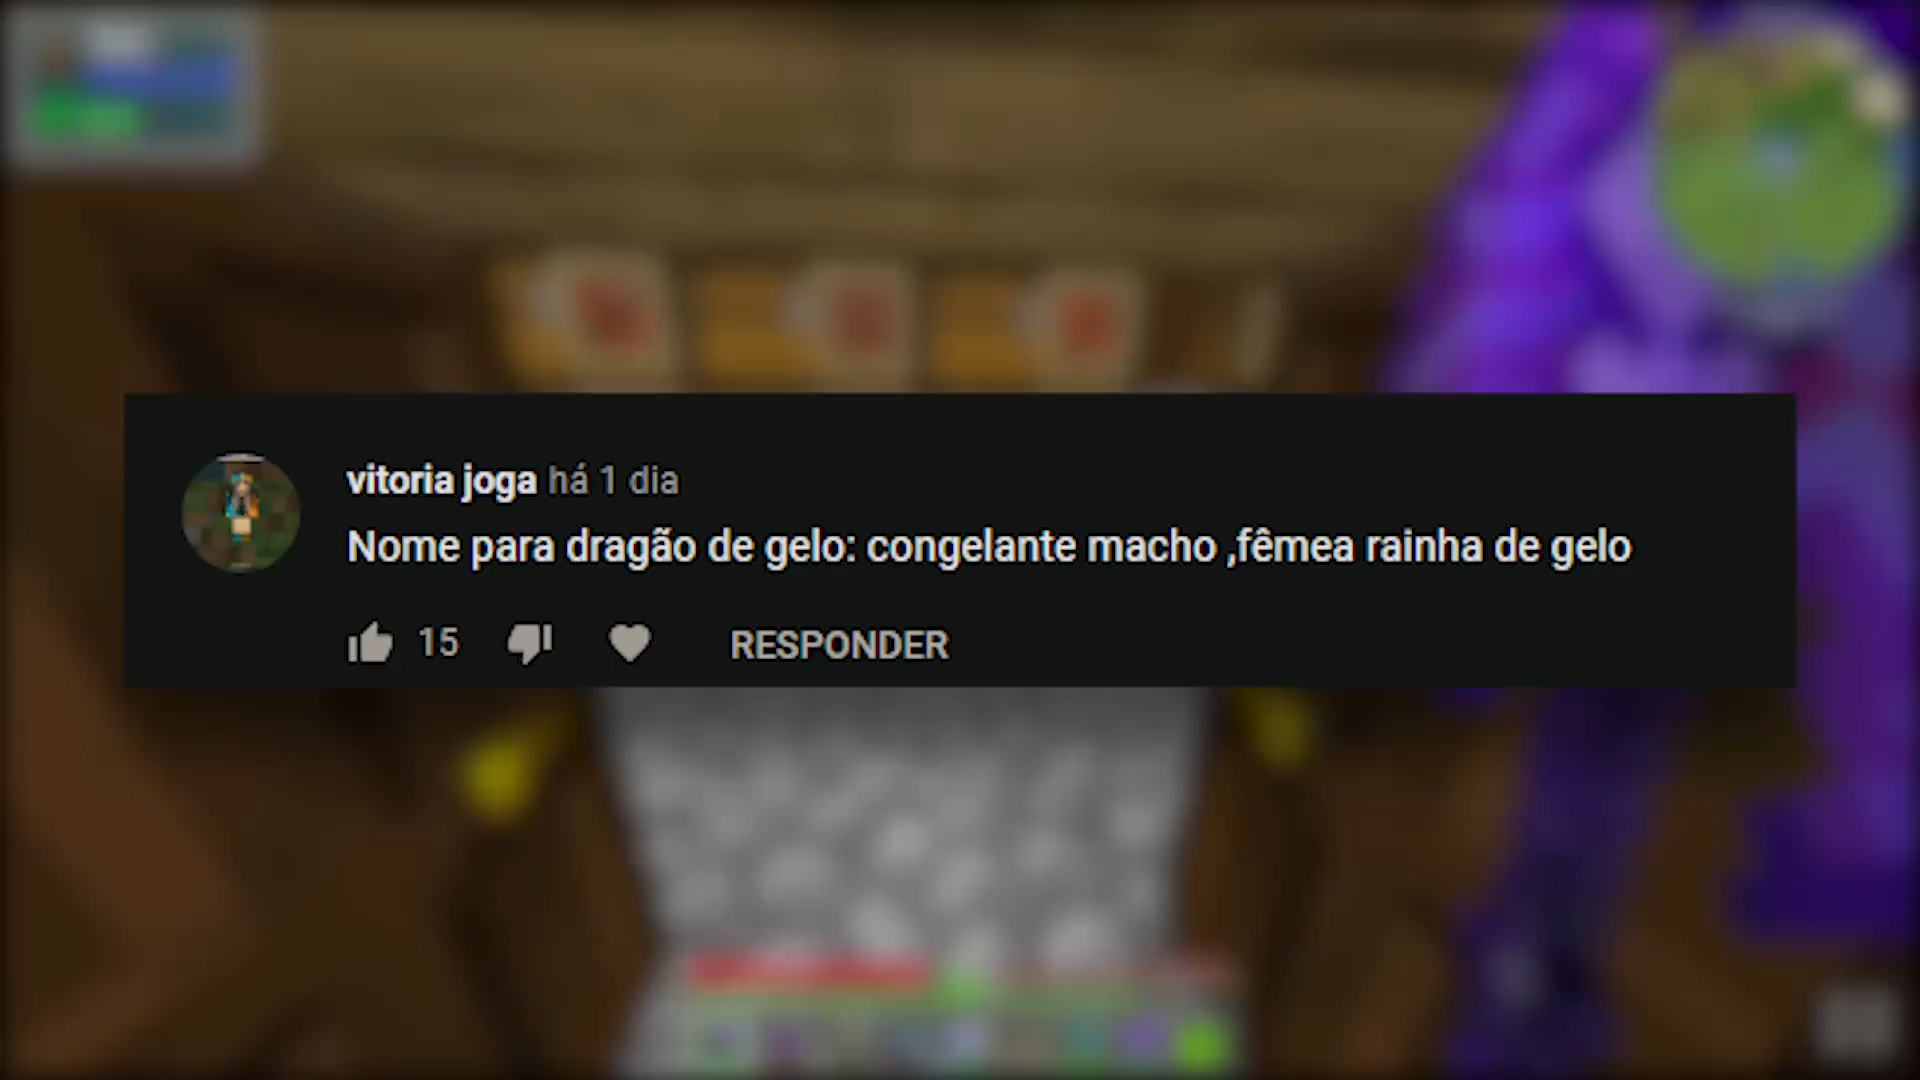 vitoria joga há 1 dia
Nome para dragão de gelo: congelante macho ,fêmea rainha de gelo
15 RESPONDER